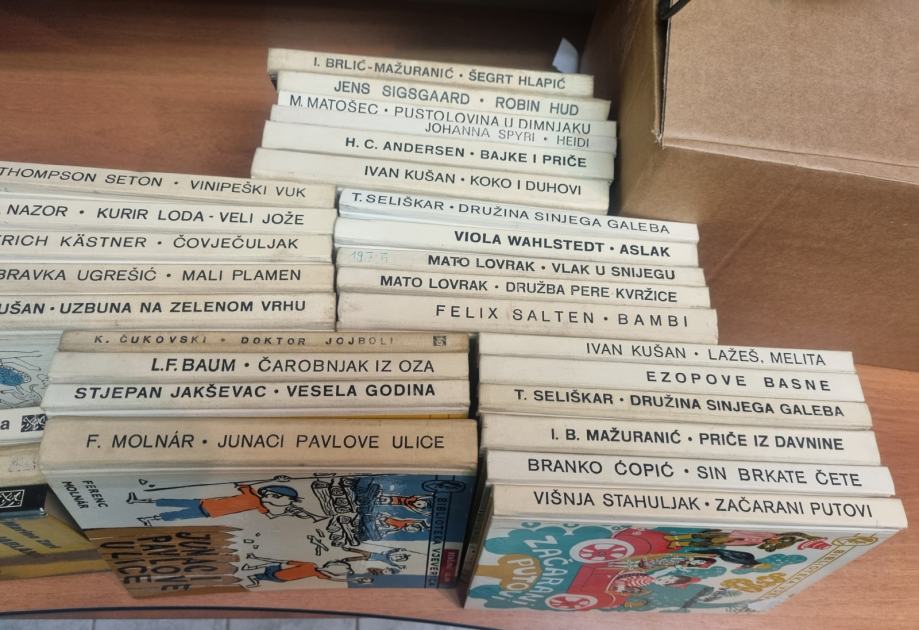 I. BRLIĆ-MAŽURANIĆ · ŠEGRT HLAPIĆ
JENS SIGSGAARD · ROBIN HUD
M. MATOŠEC · PUSTOLOVINA U DIMNJAKU
JOHANNA SPYRI · HEIDI
H. C. ANDERSEN · BAJKE I PRIČE
IVAN KUŠAN · KOKO I DUHOVI
THOMPSON SETON · VINIPEŠKI VUK
NAZOR · KURIR LODA - VELI JOŽE
RICH KÄSTNER · ČOVJEČULJAK
BRAVKA UGREŠIĆ · MALI PLAMEN
UŠAN · UZBUNA NA ZELENOM VRHU
T. SELIŠKAR · DRUŽINA SINJEGA GALEBA
VIOLA WAHLSTEDT · ASLAK
MATO LOVRAK · VLAK U SNIJEGU
MATO LOVRAK · DRUŽBA PERE KVRŽICE
FELIX SALTEN · BAMBI
K. ČUKOVSKI · DOKTOR JOJBOLI
L.F. BAUM · ČAROBNJAK IZ OZA
STJEPAN JAKŠEVAC · VESELA GODINA
F. MOLNÁR · JUNACI PAVLOVE ULICE
FERENC
MOLNÁR
JUNACI
PAVLOVE
ULICE
BIBLIOTEKA VJEVERICA
IVAN KUŠAN · LAŽEŠ, MELITA
EZOPOVE BASNE
T. SELIŠKAR · DRUŽINA SINJEGA GALEBA
I. B. MAŽURANIĆ · PRIČE IZ DAVNINE
BRANKO ĆOPIĆ · SIN BRKATE ČETE
VIŠNJA STAHULJAK · ZAČARANI PUTOVI
ZAČARANI
PUTOVI